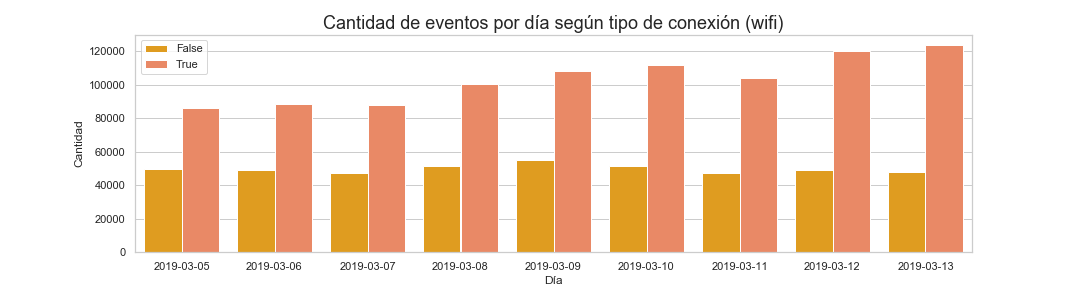 Cantidad de eventos por día según tipo de conexión (wifi)
False
True
120000
100000
80000
60000
40000
20000
0
Cantidad
2019-03-05 2019-03-06 2019-03-07 2019-03-08 2019-03-09 2019-03-10 2019-03-11 2019-03-12 2019-03-13
Día